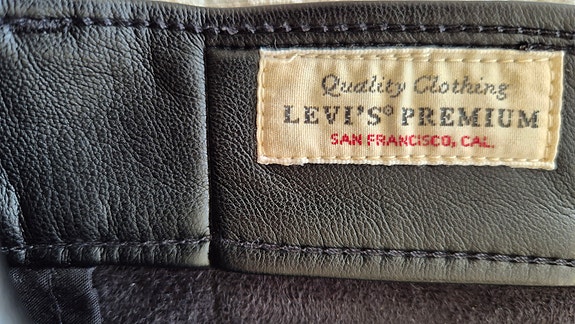 Quality Clothing
LEVI'S® PREMIUM
SAN FRANCISCO, CAL.